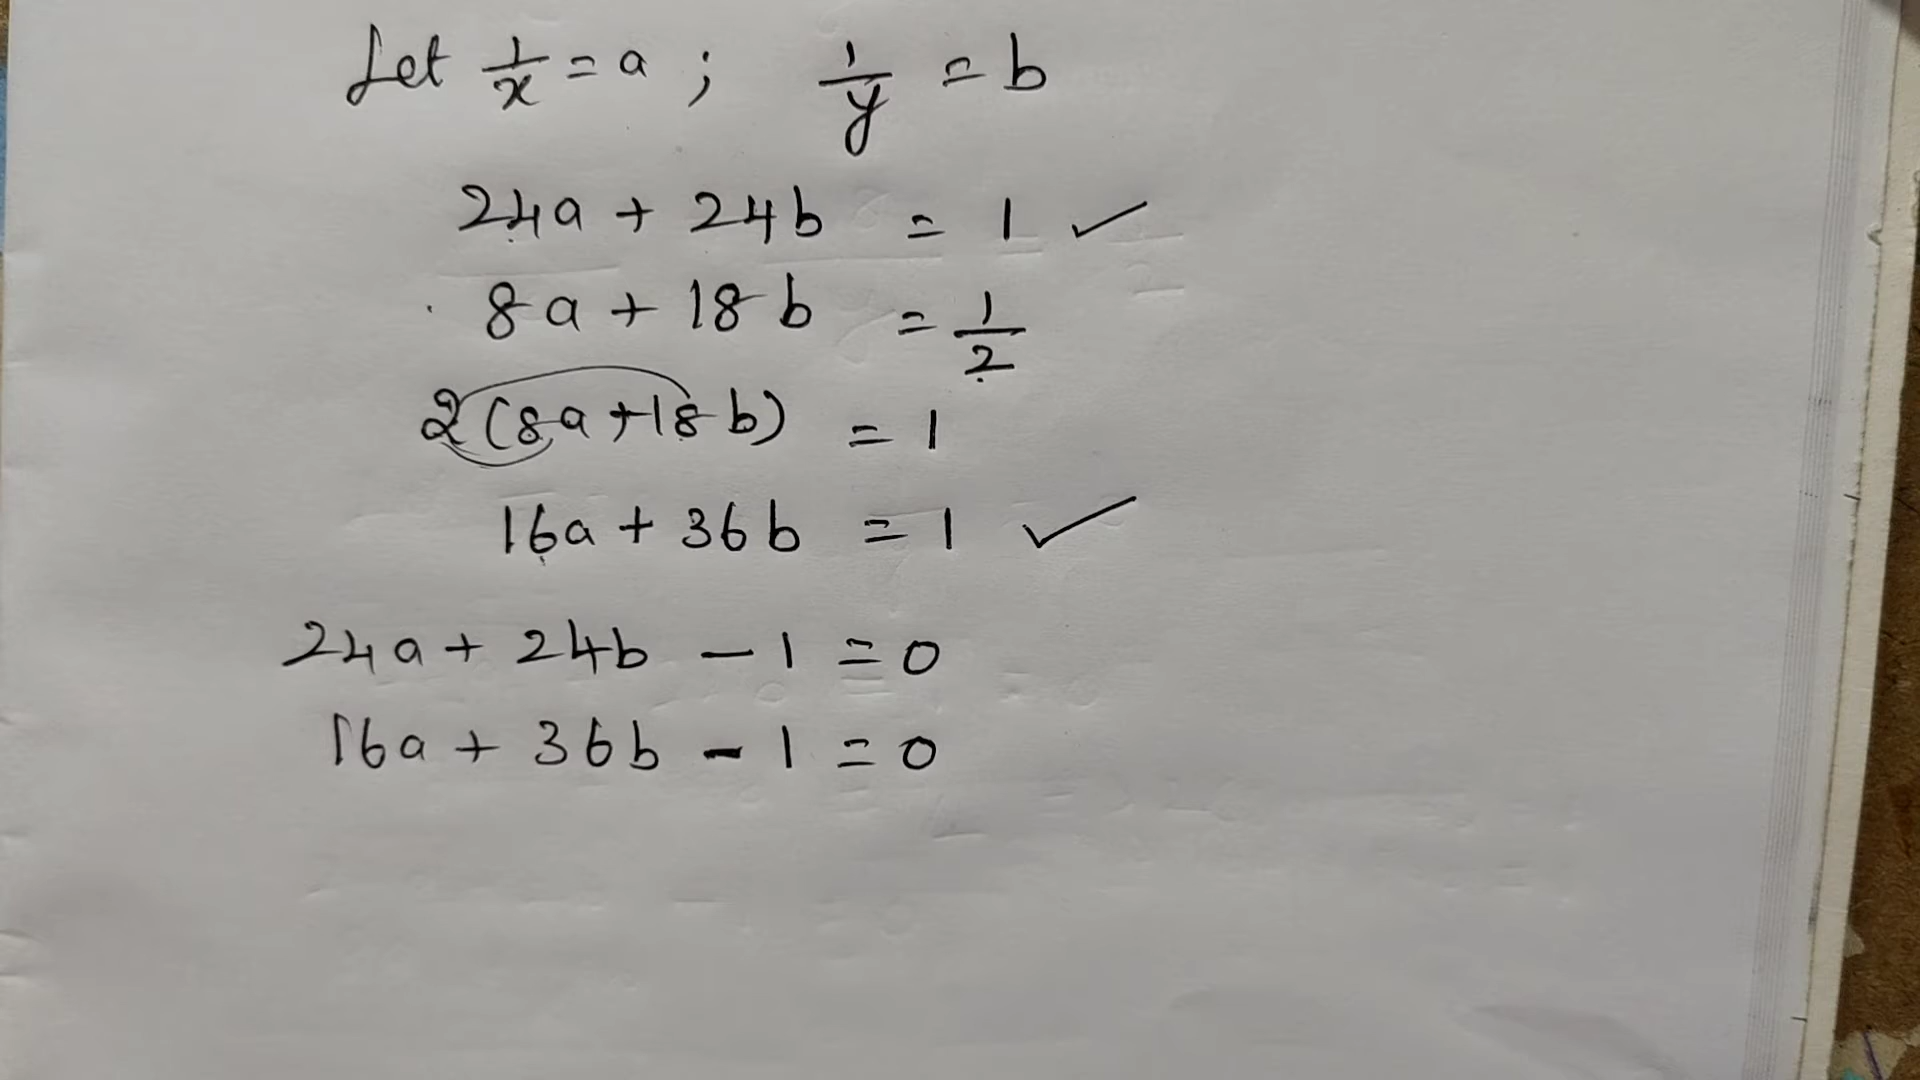 Let 1/x = a ; 1/y = b
24a + 24b = 1 ✓
8a + 18b = 1/2
2(8a + 18b) = 1
16a + 36b = 1 ✓
24a + 24b - 1 = 0
16a + 36b - 1 = 0